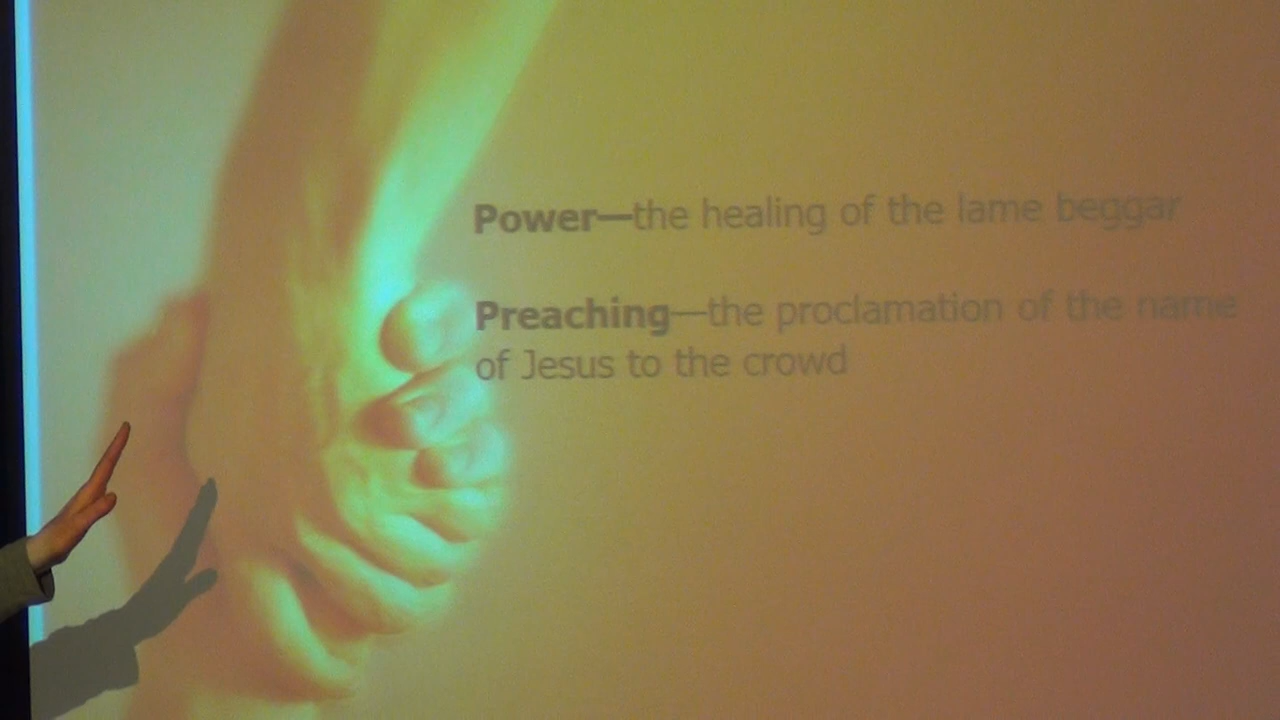 Power—the healing of the lame beggar
Preaching—the proclamation of the name
of Jesus to the crowd